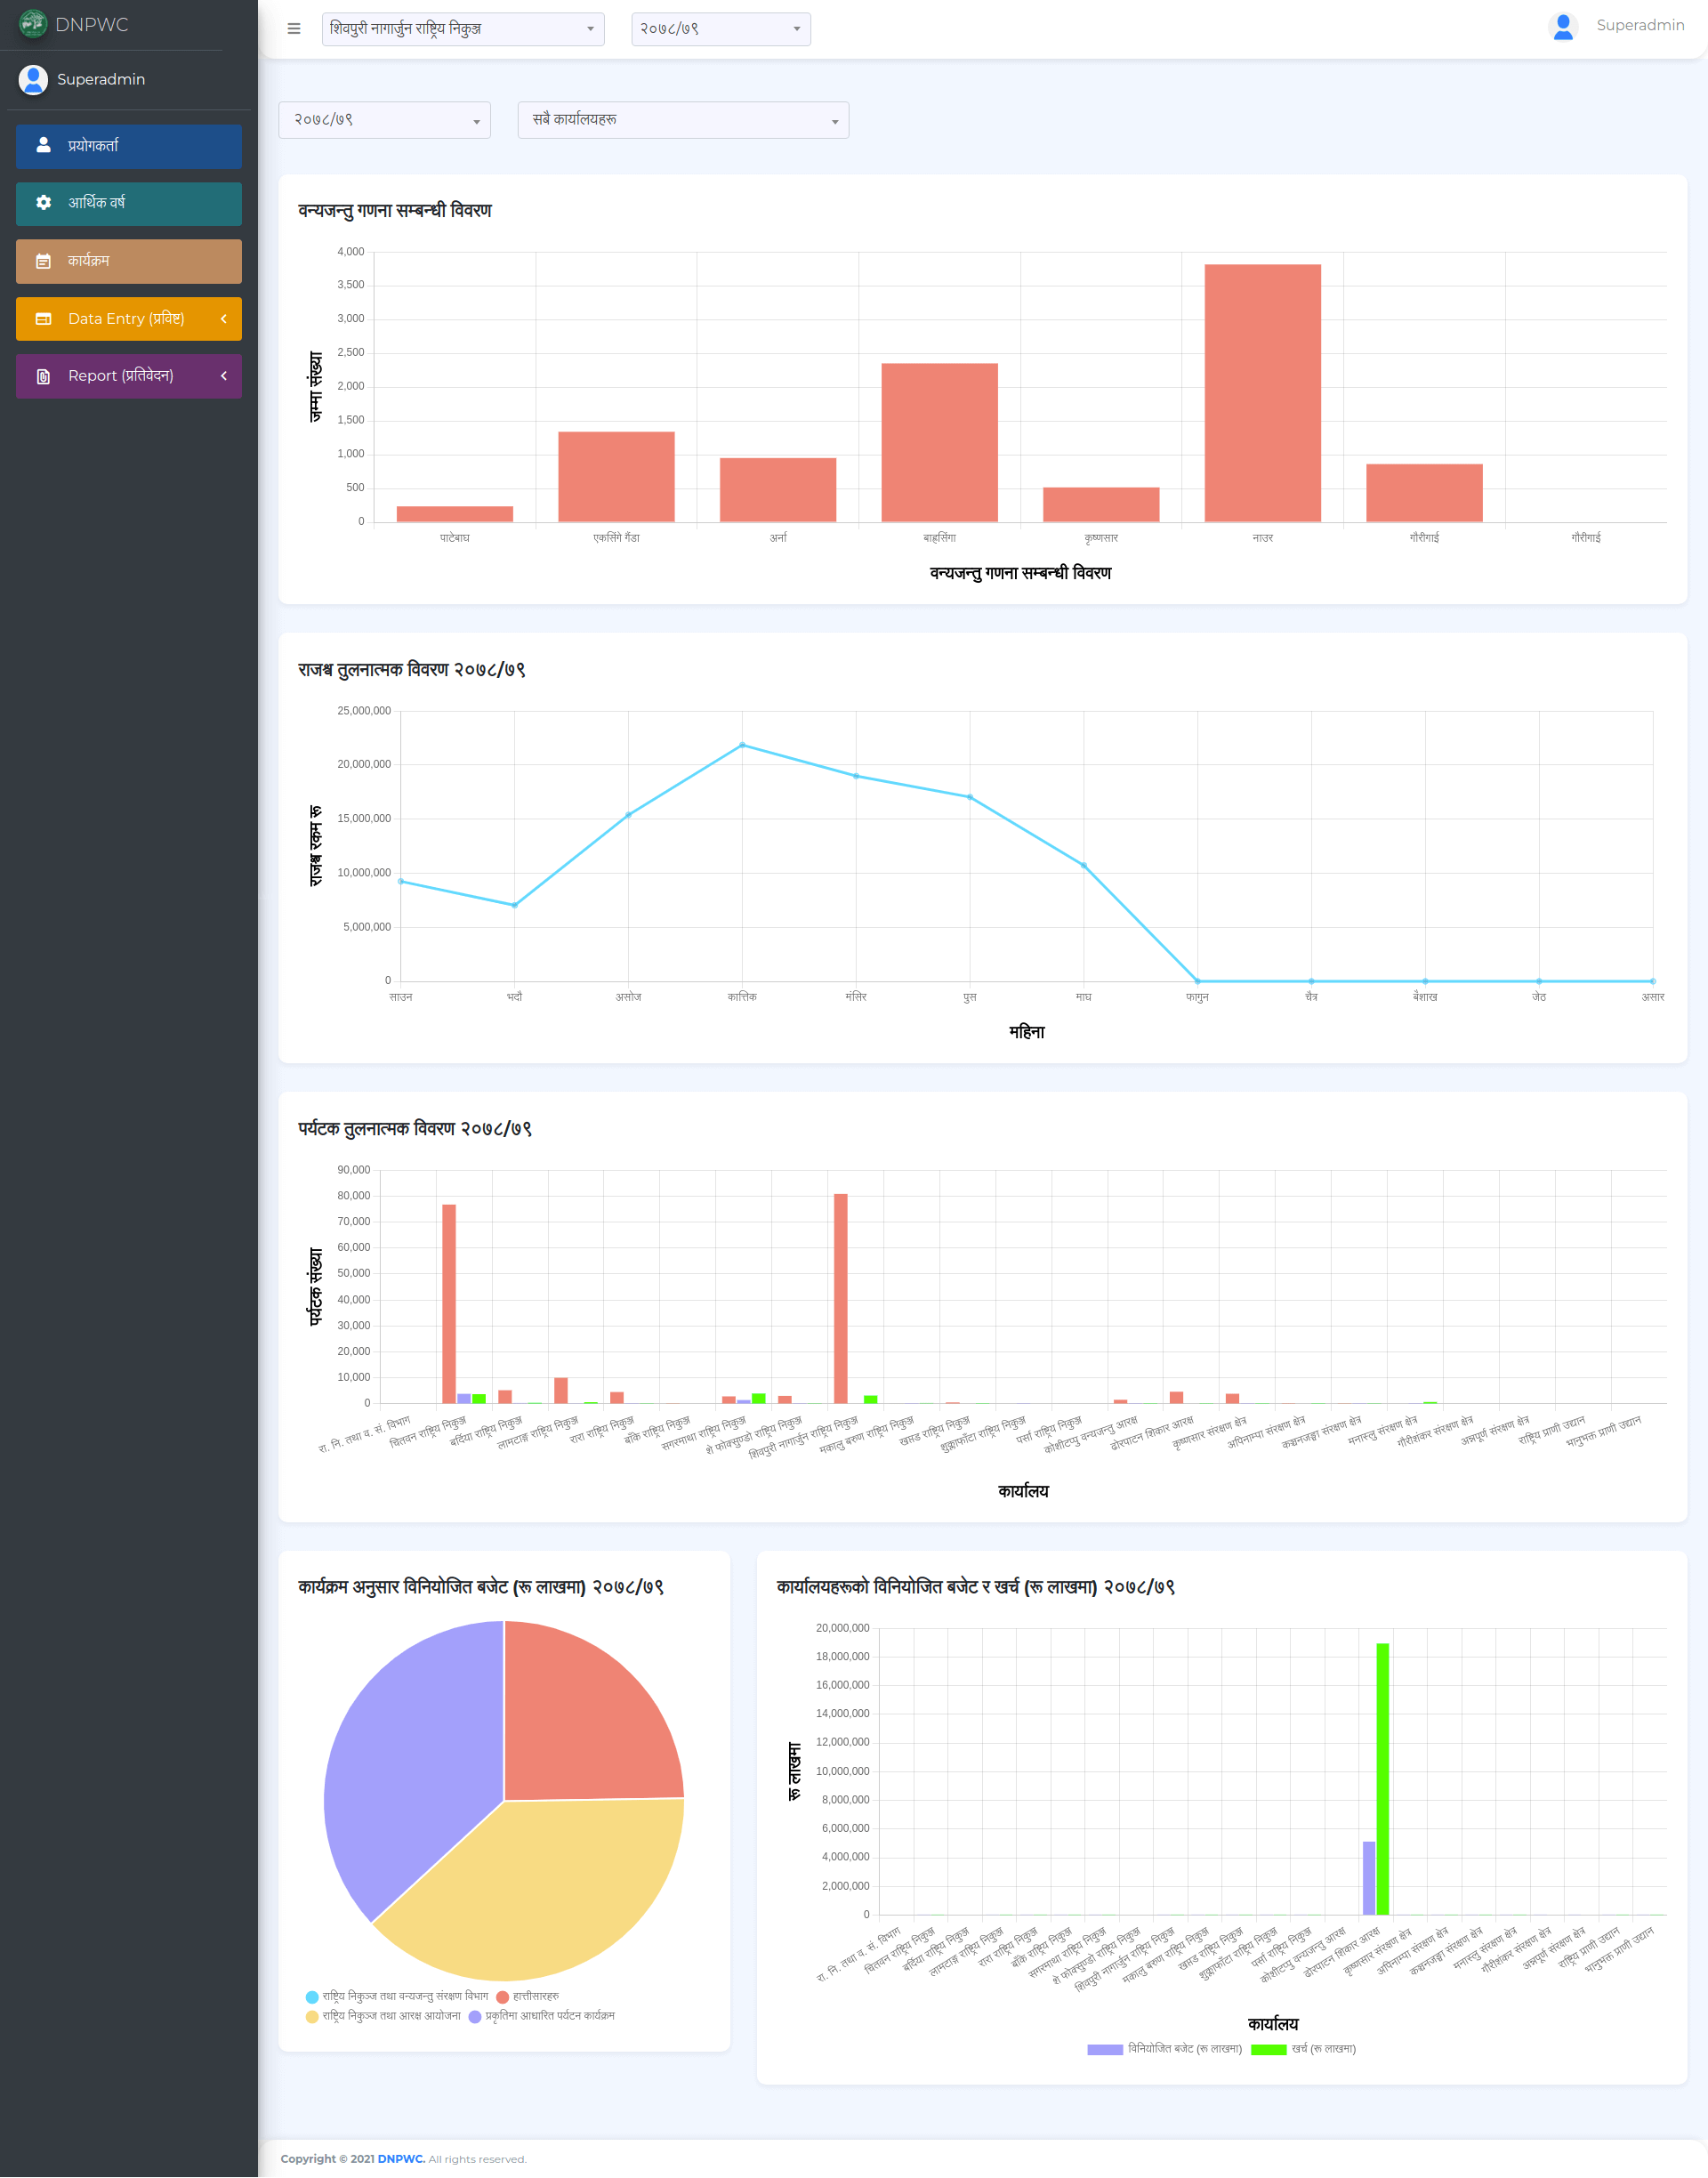 DNPWC
Superadmin
प्रयोगकर्ता
आर्थिक वर्ष
कार्यक्रम
Data Entry (प्रविष्ट)
Report (प्रतिवेदन)
शिवपुरी नागार्जुन राष्ट्रिय निकुञ्ज
२०७८/७९
Superadmin
२०७८/७९
सबै कार्यालयहरू
वन्यजन्तु गणना सम्बन्धी विवरण
जम्मा संख्या
4,000
3,500
3,000
2,500
2,000
1,500
1,000
500
0
पाटेबाघ
एकसिंगे गैंडा
अर्ना
बाह्रसिंगा
कृष्णसार
नाउर
गौरीगाई
गौरीगाई
वन्यजन्तु गणना सम्बन्धी विवरण
राजश्व तुलनात्मक विवरण २०७८/७९
राजश्व रकम रू
25,000,000
20,000,000
15,000,000
10,000,000
5,000,000
0
साउन
भदौ
असोज
कात्तिक
मंसिर
पुस
माघ
फागुन
चैत्र
बैशाख
जेठ
असार
महिना
पर्यटक तुलनात्मक विवरण २०७८/७९
पर्यटक संख्या
90,000
80,000
70,000
60,000
50,000
40,000
30,000
20,000
10,000
0
रा. नि. तथा व. सं. विभाग
चितवन राष्ट्रिय निकुञ्ज
बर्दिया राष्ट्रिय निकुञ्ज
लामटाङ्ग राष्ट्रिय निकुञ्ज
रारा राष्ट्रिय निकुञ्ज
बाँके राष्ट्रिय निकुञ्ज
सगरमाथा राष्ट्रिय निकुञ्ज
शे फोक्सुण्डो राष्ट्रिय निकुञ्ज
शिवपुरी नागार्जुन राष्ट्रिय निकुञ्ज
मकालु बरुण राष्ट्रिय निकुञ्ज
खप्तड राष्ट्रिय निकुञ्ज
शुक्लाफाँटा राष्ट्रिय निकुञ्ज
पर्सा राष्ट्रिय निकुञ्ज
कोशीटप्पु वन्यजन्तु आरक्ष
ढोरपाटन शिकार आरक्ष
कृष्णसार संरक्षण क्षेत्र
अपिनाम्पा संरक्षण क्षेत्र
कञ्चनजङ्घा संरक्षण क्षेत्र
मनास्लु संरक्षण क्षेत्र
गौरीशंकर संरक्षण क्षेत्र
अन्नपूर्ण संरक्षण क्षेत्र
राष्ट्रिय प्राणी उद्यान
भानुभक्त प्राणी उद्यान
कार्यालय
कार्यक्रम अनुसार विनियोजित बजेट (रू लाखमा) २०७८/७९
राष्ट्रिय निकुञ्ज तथा वन्यजन्तु संरक्षण विभाग
हात्तीसारहरु
राष्ट्रिय निकुञ्ज तथा आरक्ष आयोजना
प्रकृतिमा आधारित पर्यटन कार्यक्रम
कार्यालयहरूको विनियोजित बजेट र खर्च (रू लाखमा) २०७८/७९
रू लाखमा
20,000,000
18,000,000
16,000,000
14,000,000
12,000,000
10,000,000
8,000,000
6,000,000
4,000,000
2,000,000
0
रा. नि. तथा व. सं. विभाग
चितवन राष्ट्रिय निकुञ्ज
बर्दिया राष्ट्रिय निकुञ्ज
लामटाङ्ग राष्ट्रिय निकुञ्ज
रारा राष्ट्रिय निकुञ्ज
बाँके राष्ट्रिय निकुञ्ज
सगरमाथा राष्ट्रिय निकुञ्ज
शे फोक्सुण्डो राष्ट्रिय निकुञ्ज
शिवपुरी नागार्जुन राष्ट्रिय निकुञ्ज
मकालु बरुण राष्ट्रिय निकुञ्ज
खप्तड राष्ट्रिय निकुञ्ज
शुक्लाफाँटा राष्ट्रिय निकुञ्ज
पर्सा राष्ट्रिय निकुञ्ज
कोशीटप्पु वन्यजन्तु आरक्ष
ढोरपाटन शिकार आरक्ष
कृष्णसार संरक्षण क्षेत्र
अपिनाम्पा संरक्षण क्षेत्र
कञ्चनजङ्घा संरक्षण क्षेत्र
मनास्लु संरक्षण क्षेत्र
गौरीशंकर संरक्षण क्षेत्र
अन्नपूर्ण संरक्षण क्षेत्र
राष्ट्रिय प्राणी उद्यान
भानुभक्त प्राणी उद्यान
कार्यालय
विनियोजित बजेट (रू लाखमा)
खर्च (रू लाखमा)
Copyright © 2021 DNPWC. All rights reserved.